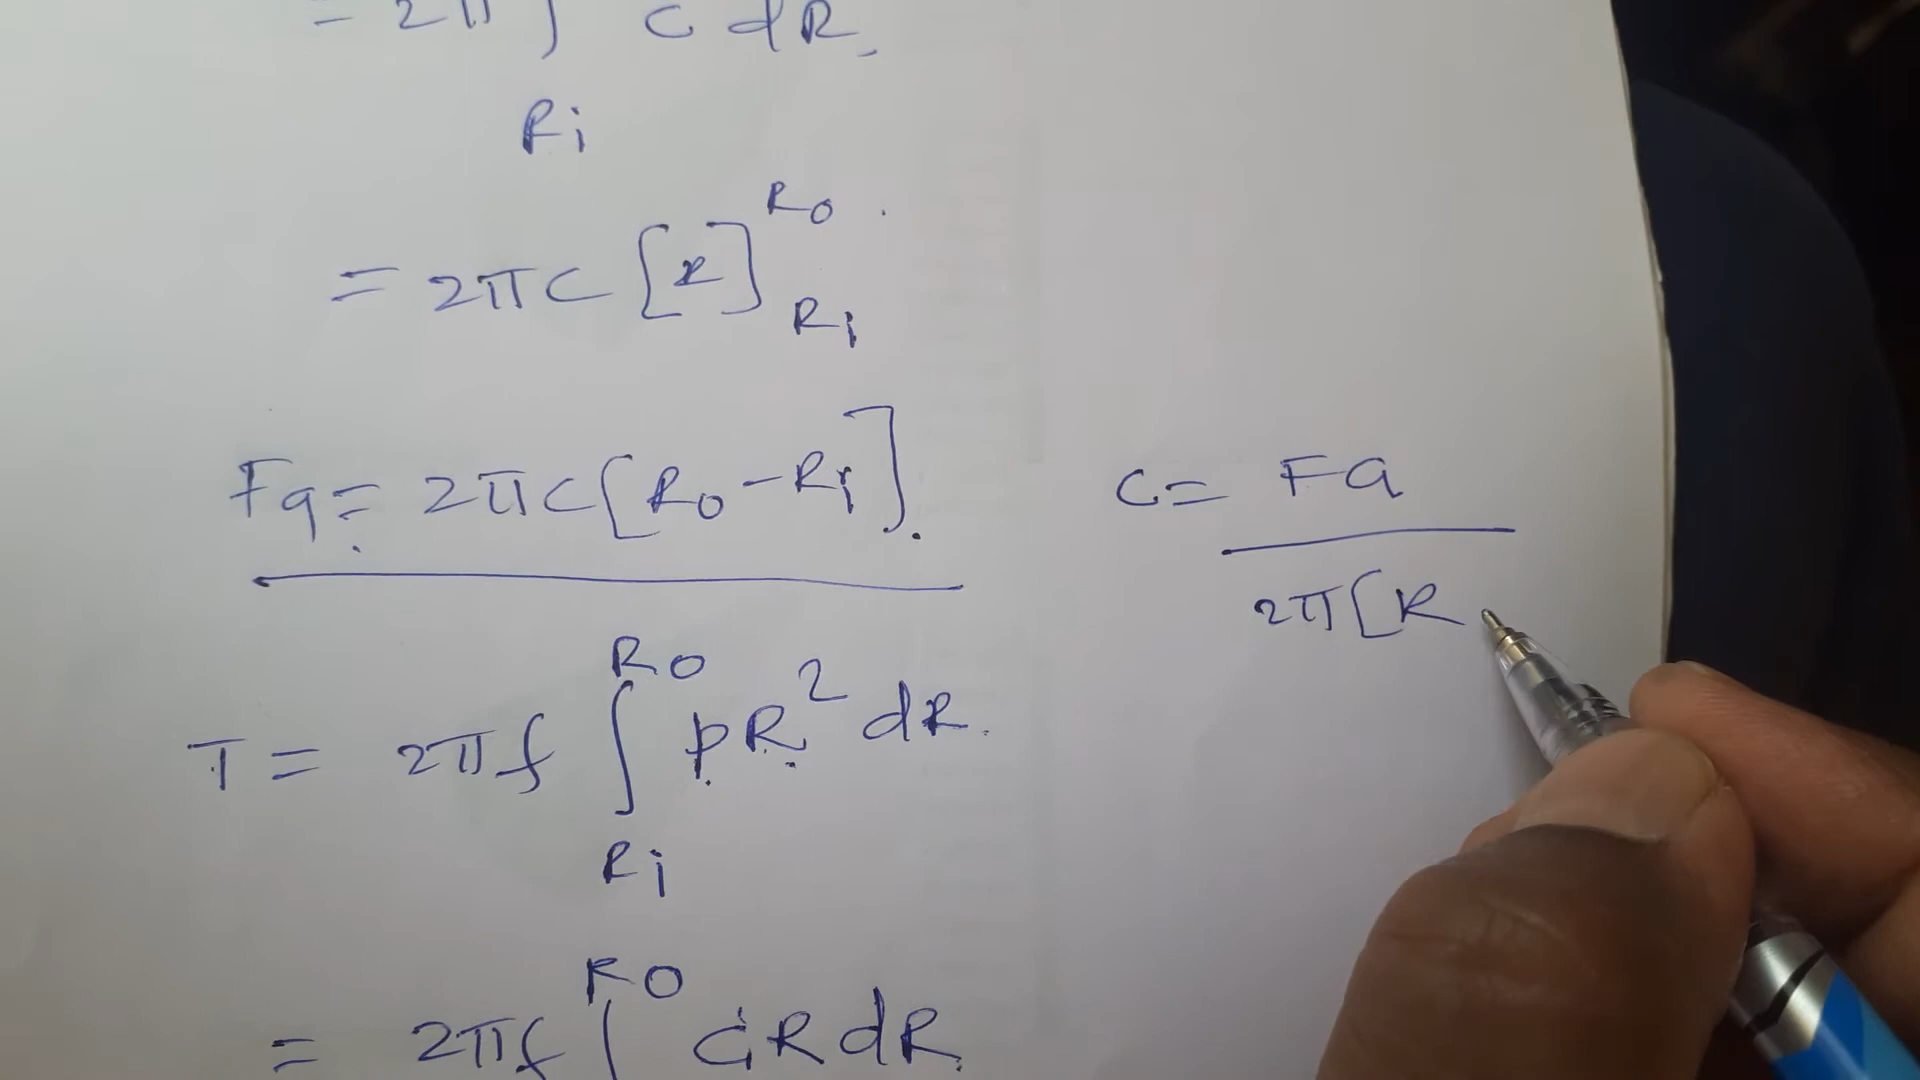 = 2π ∫ C dR
Ri
Ro
= 2πC [R]
Ri
Fa = 2πC [Ro - Ri].
C = Fa
2π [R
Ro
T = 2πf ∫ pR² dR.
Ri
Ro
= 2πf ∫ CR dR